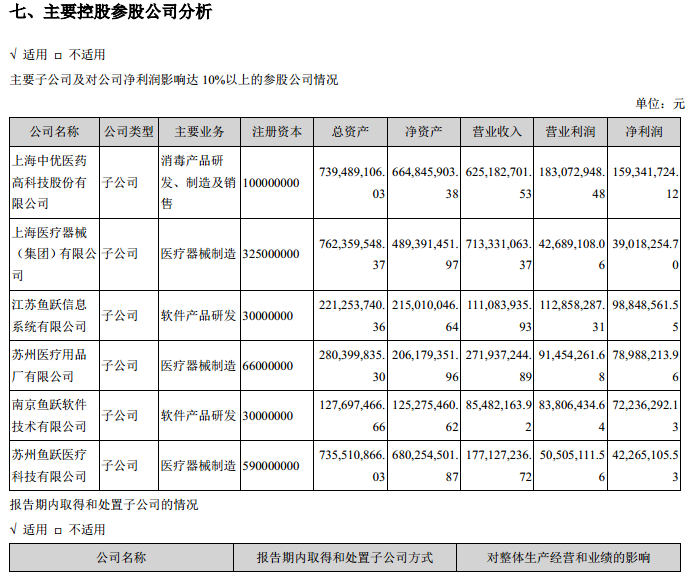 七、主要控股参股公司分析
√ 适用 □ 不适用
主要子公司及对公司净利润影响达 10%以上的参股公司情况
单位：元
公司名称 公司类型 主要业务 注册资本 总资产 净资产 营业收入 营业利润 净利润
上海中优医药高科技股份有限公司 子公司 消毒产品研发、制造及销售 100000000 739,489,106.03 664,845,903.38 625,182,701.53 183,072,948.48 159,341,724.12
上海医疗器械（集团）有限公司 子公司 医疗器械制造 325000000 762,359,548.37 489,391,451.97 713,331,063.37 42,689,108.06 39,018,254.70
江苏鱼跃信息系统有限公司 子公司 软件产品研发 30000000 221,253,740.36 215,010,046.64 111,083,935.93 112,858,287.31 98,848,561.55
苏州医疗用品厂有限公司 子公司 医疗器械制造 66000000 280,399,835.30 206,179,351.96 271,937,244.89 91,454,261.68 78,988,213.96
南京鱼跃软件技术有限公司 子公司 软件产品研发 30000000 127,697,466.66 125,275,460.62 85,482,163.92 83,806,434.64 72,236,292.13
苏州鱼跃医疗科技有限公司 子公司 医疗器械制造 590000000 735,510,866.03 680,254,501.87 177,127,236.72 50,505,111.56 42,265,105.53
报告期内取得和处置子公司的情况
√ 适用 □ 不适用
公司名称 报告期内取得和处置子公司方式 对整体生产经营和业绩的影响